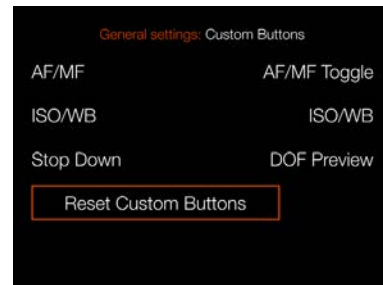 General settings: Custom Buttons
AF/MF AF/MF Toggle
ISO/WB ISO/WB
Stop Down DOF Preview
Reset Custom Buttons